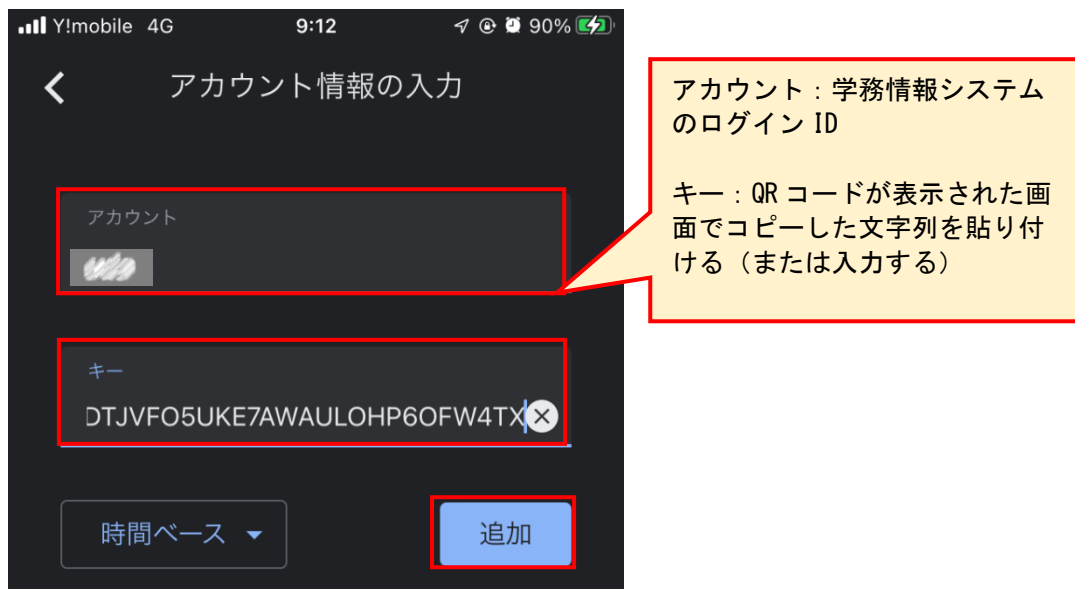 Y!mobile 4G 9:12 90%
アカウント情報の入力
アカウント
キー
DTJVFO5UKE7AWAULOHP6OFW4TX
時間ベース
追加
アカウント：学務情報システム
のログイン ID
キー：QR コードが表示された画
面でコピーした文字列を貼り付
ける（または入力する）